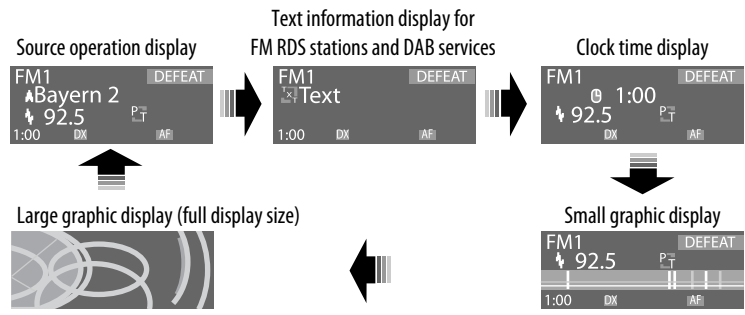 Text information display for
Source operation display
FM RDS stations and DAB services
Clock time display
FM1 DEFEAT
Bayern 2
92.5 PT
1:00 DX AF
FM1 DEFEAT
Text
1:00 DX AF
FM1 DEFEAT
1:00
92.5 PT
DX AF
Large graphic display (full display size)
Small graphic display
FM1 DEFEAT
92.5 PT
1:00 DX AF